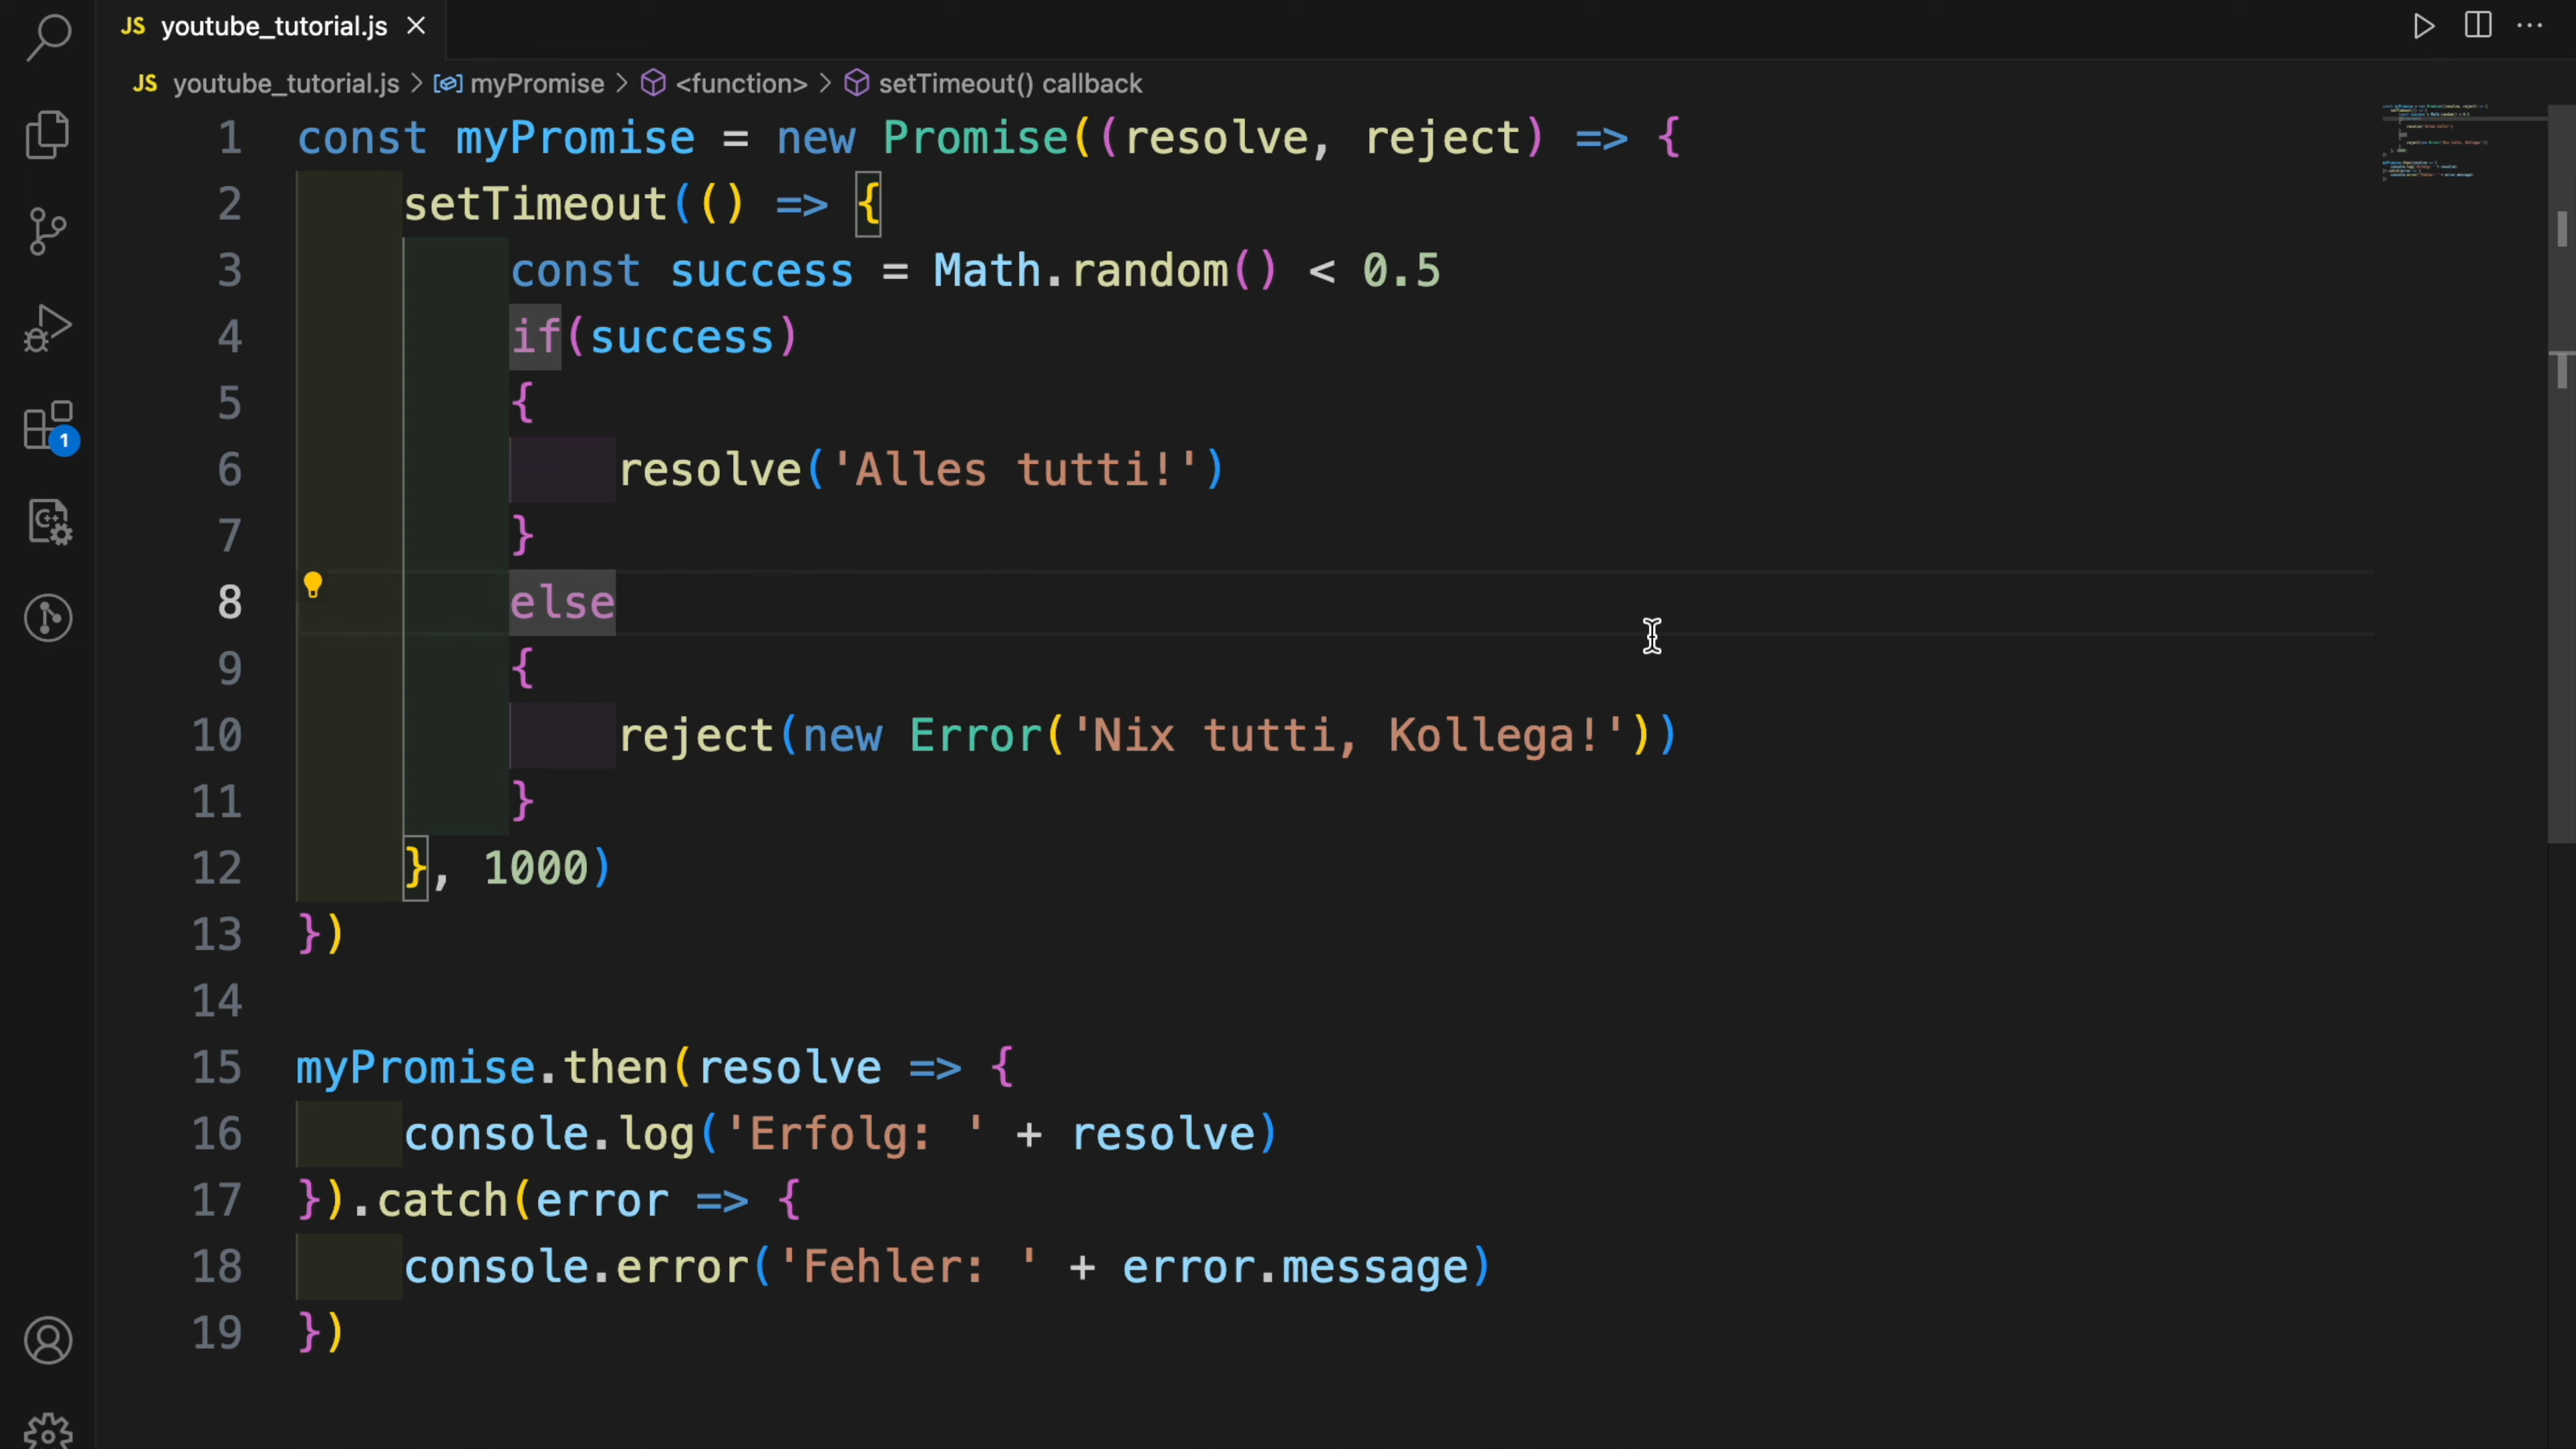 JS youtube_tutorial.js
JS youtube_tutorial.js > myPromise > <function> > setTimeout() callback
1 const myPromise = new Promise((resolve, reject) => {
2 setTimeout(() => {
3 const success = Math.random() < 0.5
4 if(success)
5 {
6 resolve('Alles tutti!')
7 }
8 else
9 {
10 reject(new Error('Nix tutti, Kollega!'))
11 }
12 }, 1000)
13 })
14
15 myPromise.then(resolve => {
16 console.log('Erfolg: ' + resolve)
17 }).catch(error => {
18 console.error('Fehler: ' + error.message)
19 })
1
C++